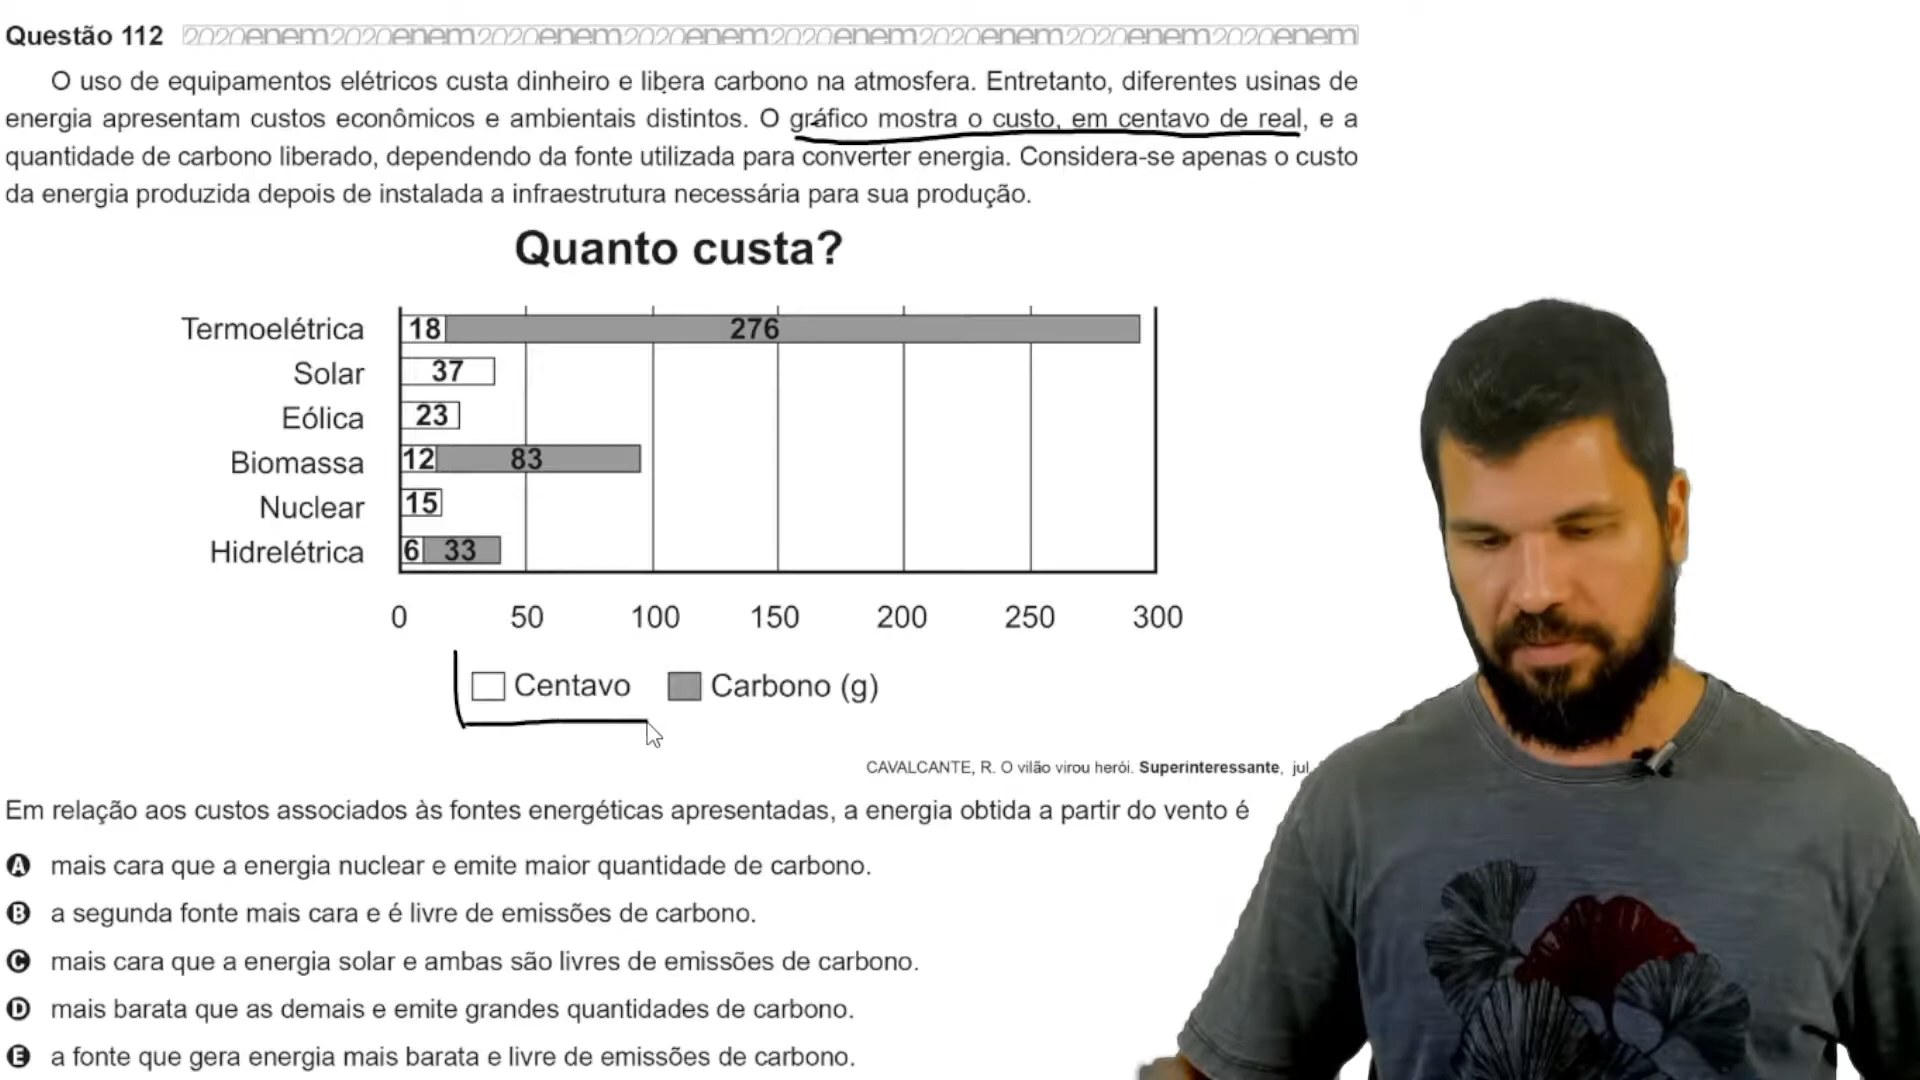 Questão 112 2020enem2020enem2020enem2020enem2020enem2020enem2020enem2020enem
O uso de equipamentos elétricos custa dinheiro e libera carbono na atmosfera. Entretanto, diferentes usinas de
energia apresentam custos econômicos e ambientais distintos. O gráfico mostra o custo, em centavo de real, e a
quantidade de carbono liberado, dependendo da fonte utilizada para converter energia. Considera-se apenas o custo
da energia produzida depois de instalada a infraestrutura necessária para sua produção.
Quanto custa?
Termoelétrica 18 276
Solar 37
Eólica 23
Biomassa 12 83
Nuclear 15
Hidrelétrica 6 33
0 50 100 150 200 250 300
Centavo Carbono (g)
CAVALCANTE, R. O vilão virou herói. Superinteressante, jul.
Em relação aos custos associados às fontes energéticas apresentadas, a energia obtida a partir do vento é
A mais cara que a energia nuclear e emite maior quantidade de carbono.
B a segunda fonte mais cara e é livre de emissões de carbono.
C mais cara que a energia solar e ambas são livres de emissões de carbono.
D mais barata que as demais e emite grandes quantidades de carbono.
E a fonte que gera energia mais barata e livre de emissões de carbono.